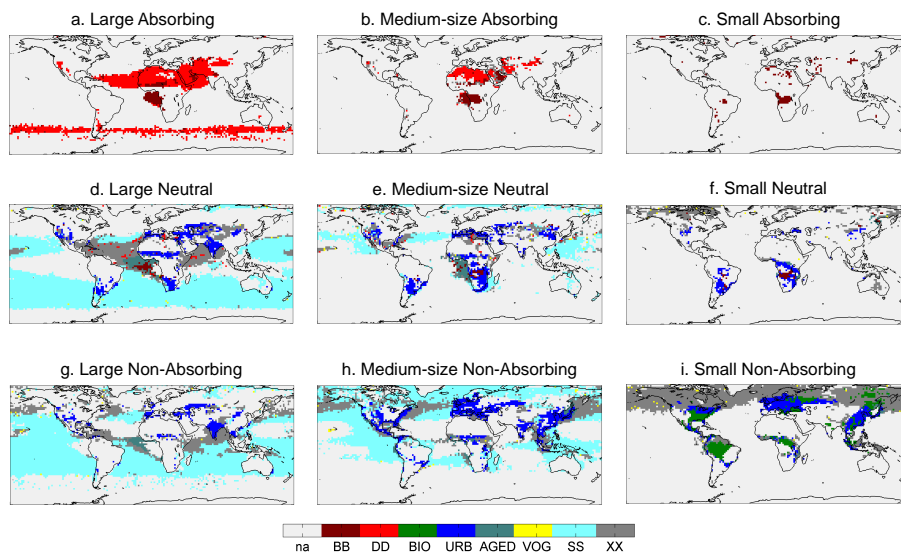 a. Large Absorbing
b. Medium-size Absorbing
c. Small Absorbing
d. Large Neutral
e. Medium-size Neutral
f. Small Neutral
g. Large Non-Absorbing
h. Medium-size Non-Absorbing
i. Small Non-Absorbing
na BB DD BIO URB AGED VOG SS XX